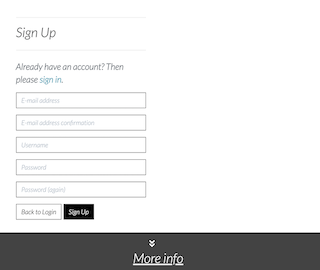 Sign Up
Already have an account? Then
please sign in.
E-mail address
E-mail address confirmation
Username
Password
Password (again)
Back to Login Sign Up
More info